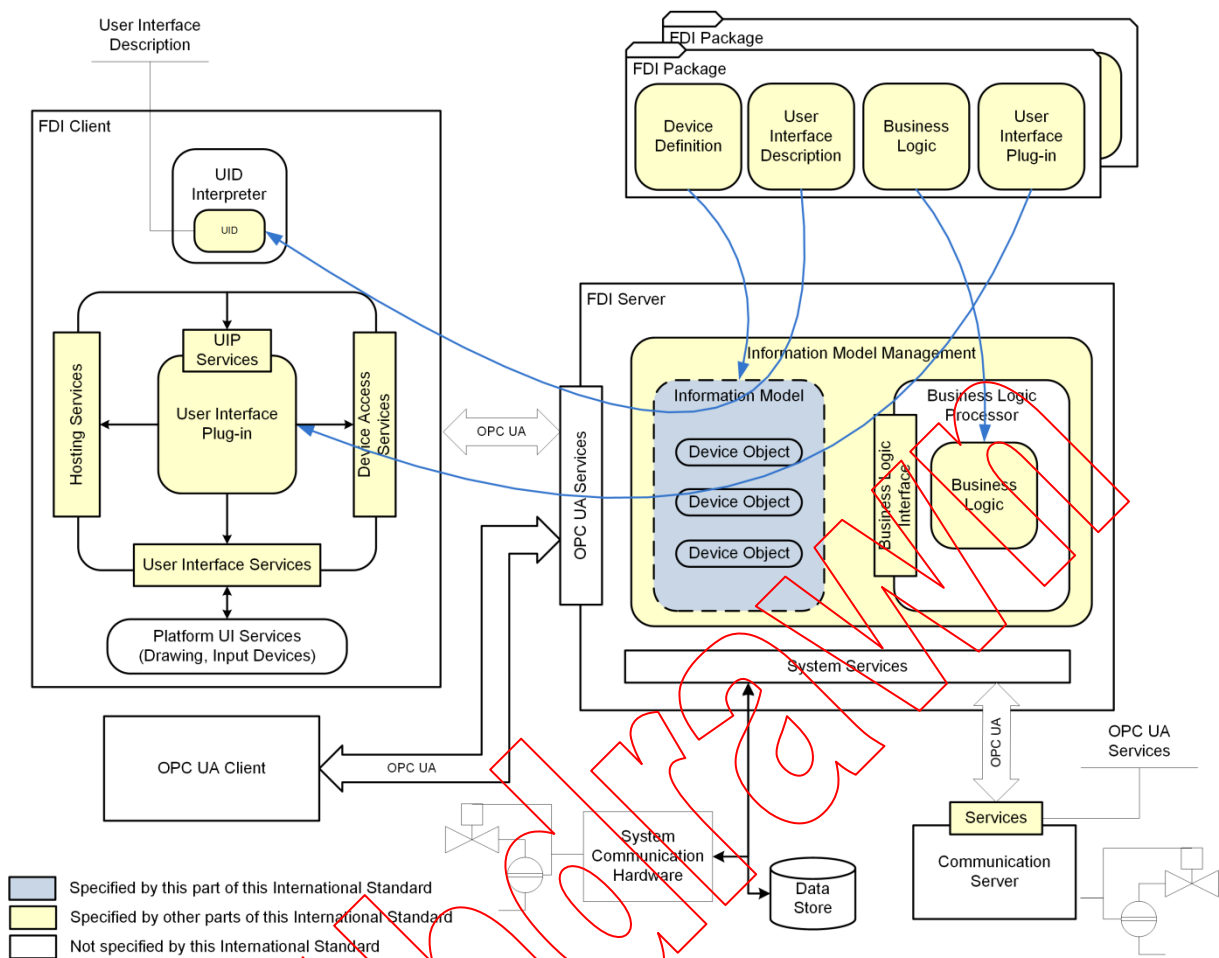 User Interface
Description
FDI Package
FDI Package
Device
Definition
User
Interface
Description
Business
Logic
User
Interface
Plug-in
FDI Client
UID
Interpreter
UID
UIP
Services
Hosting Services
User Interface
Plug-in
Device Access
Services
User Interface Services
Platform UI Services
(Drawing, Input Devices)
OPC UA
FDI Server
OPC UA Services
Information Model Management
Information Model
Device Object
Device Object
Device Object
Business Logic
Processor
Business Logic
Interface
Business
Logic
System Services
OPC UA Client
OPC UA
OPC UA
OPC UA
Services
Services
Communication
Server
System
Communication
Hardware
Data
Store
Specified by this part of this International Standard
Specified by other parts of this International Standard
Not specified by this International Standard